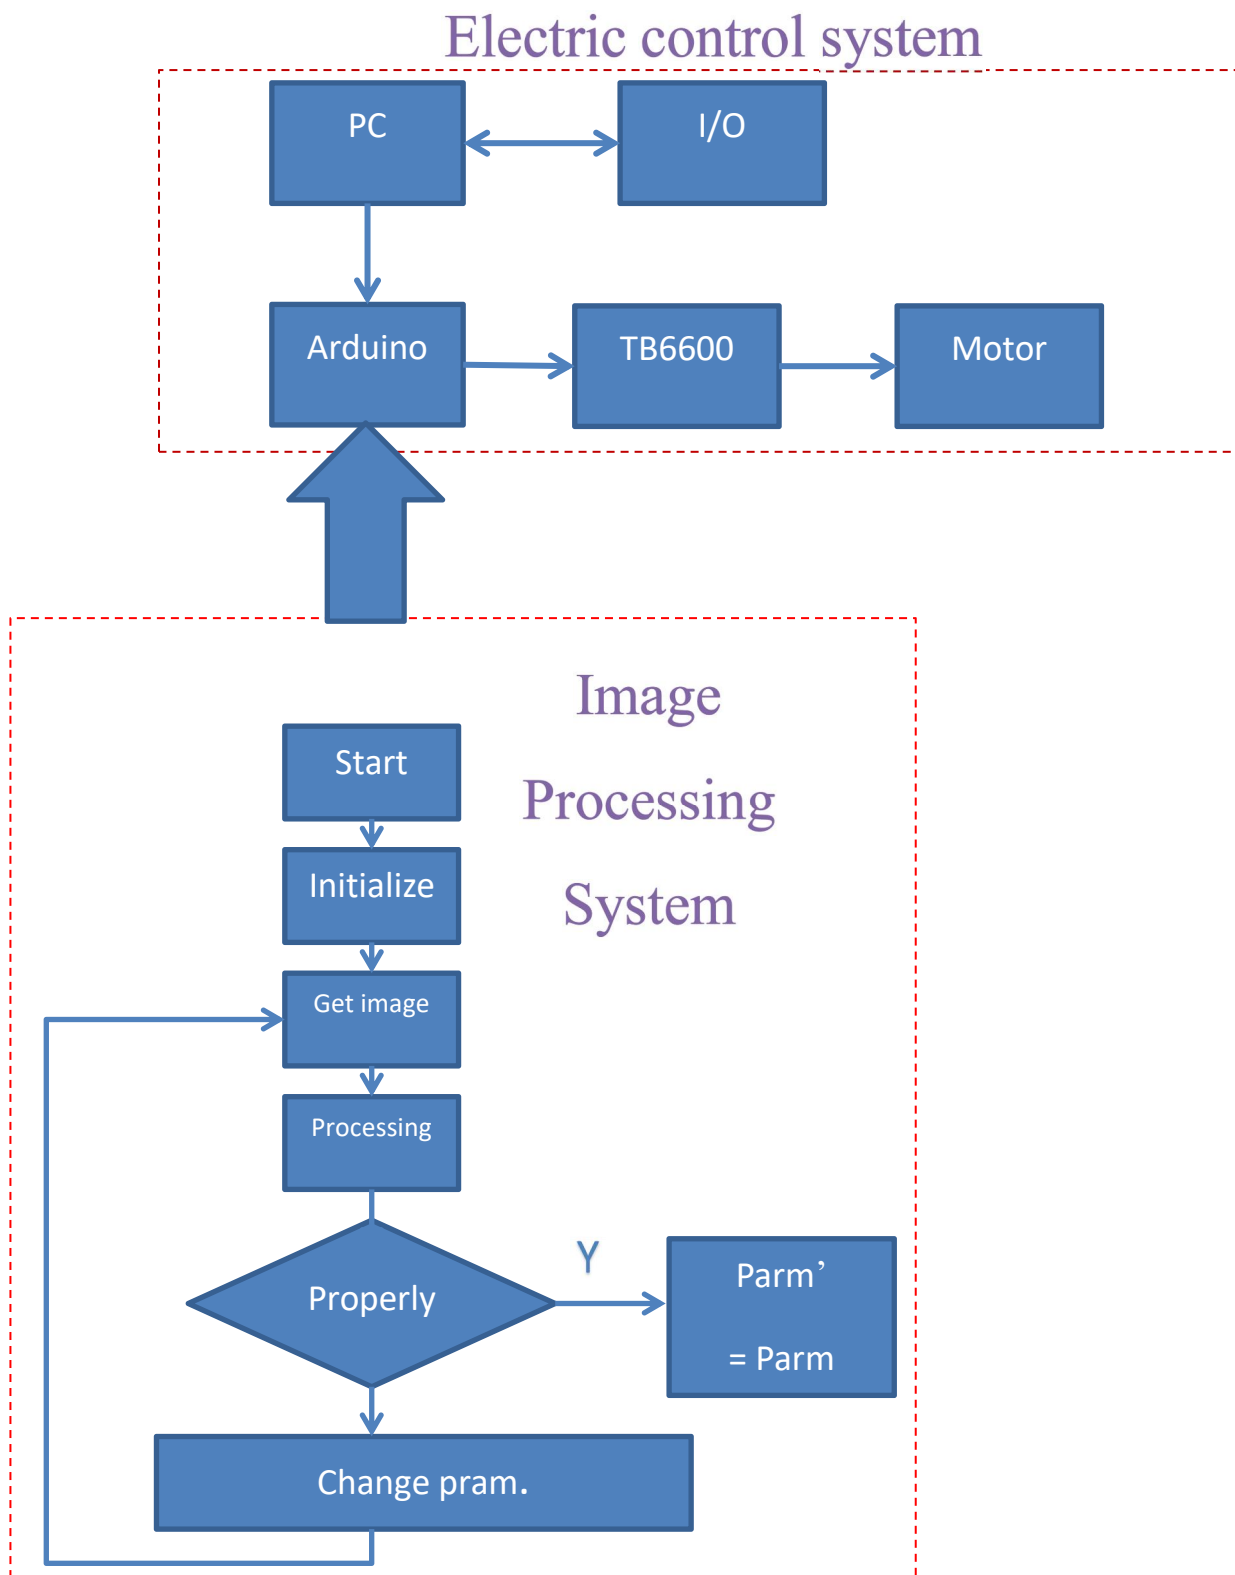 Electric control system
PC
I/O
Arduino
TB6600
Motor
Image
Processing
System
Start
Initialize
Get image
Processing
Properly
Y
Parm’
= Parm
Change pram.